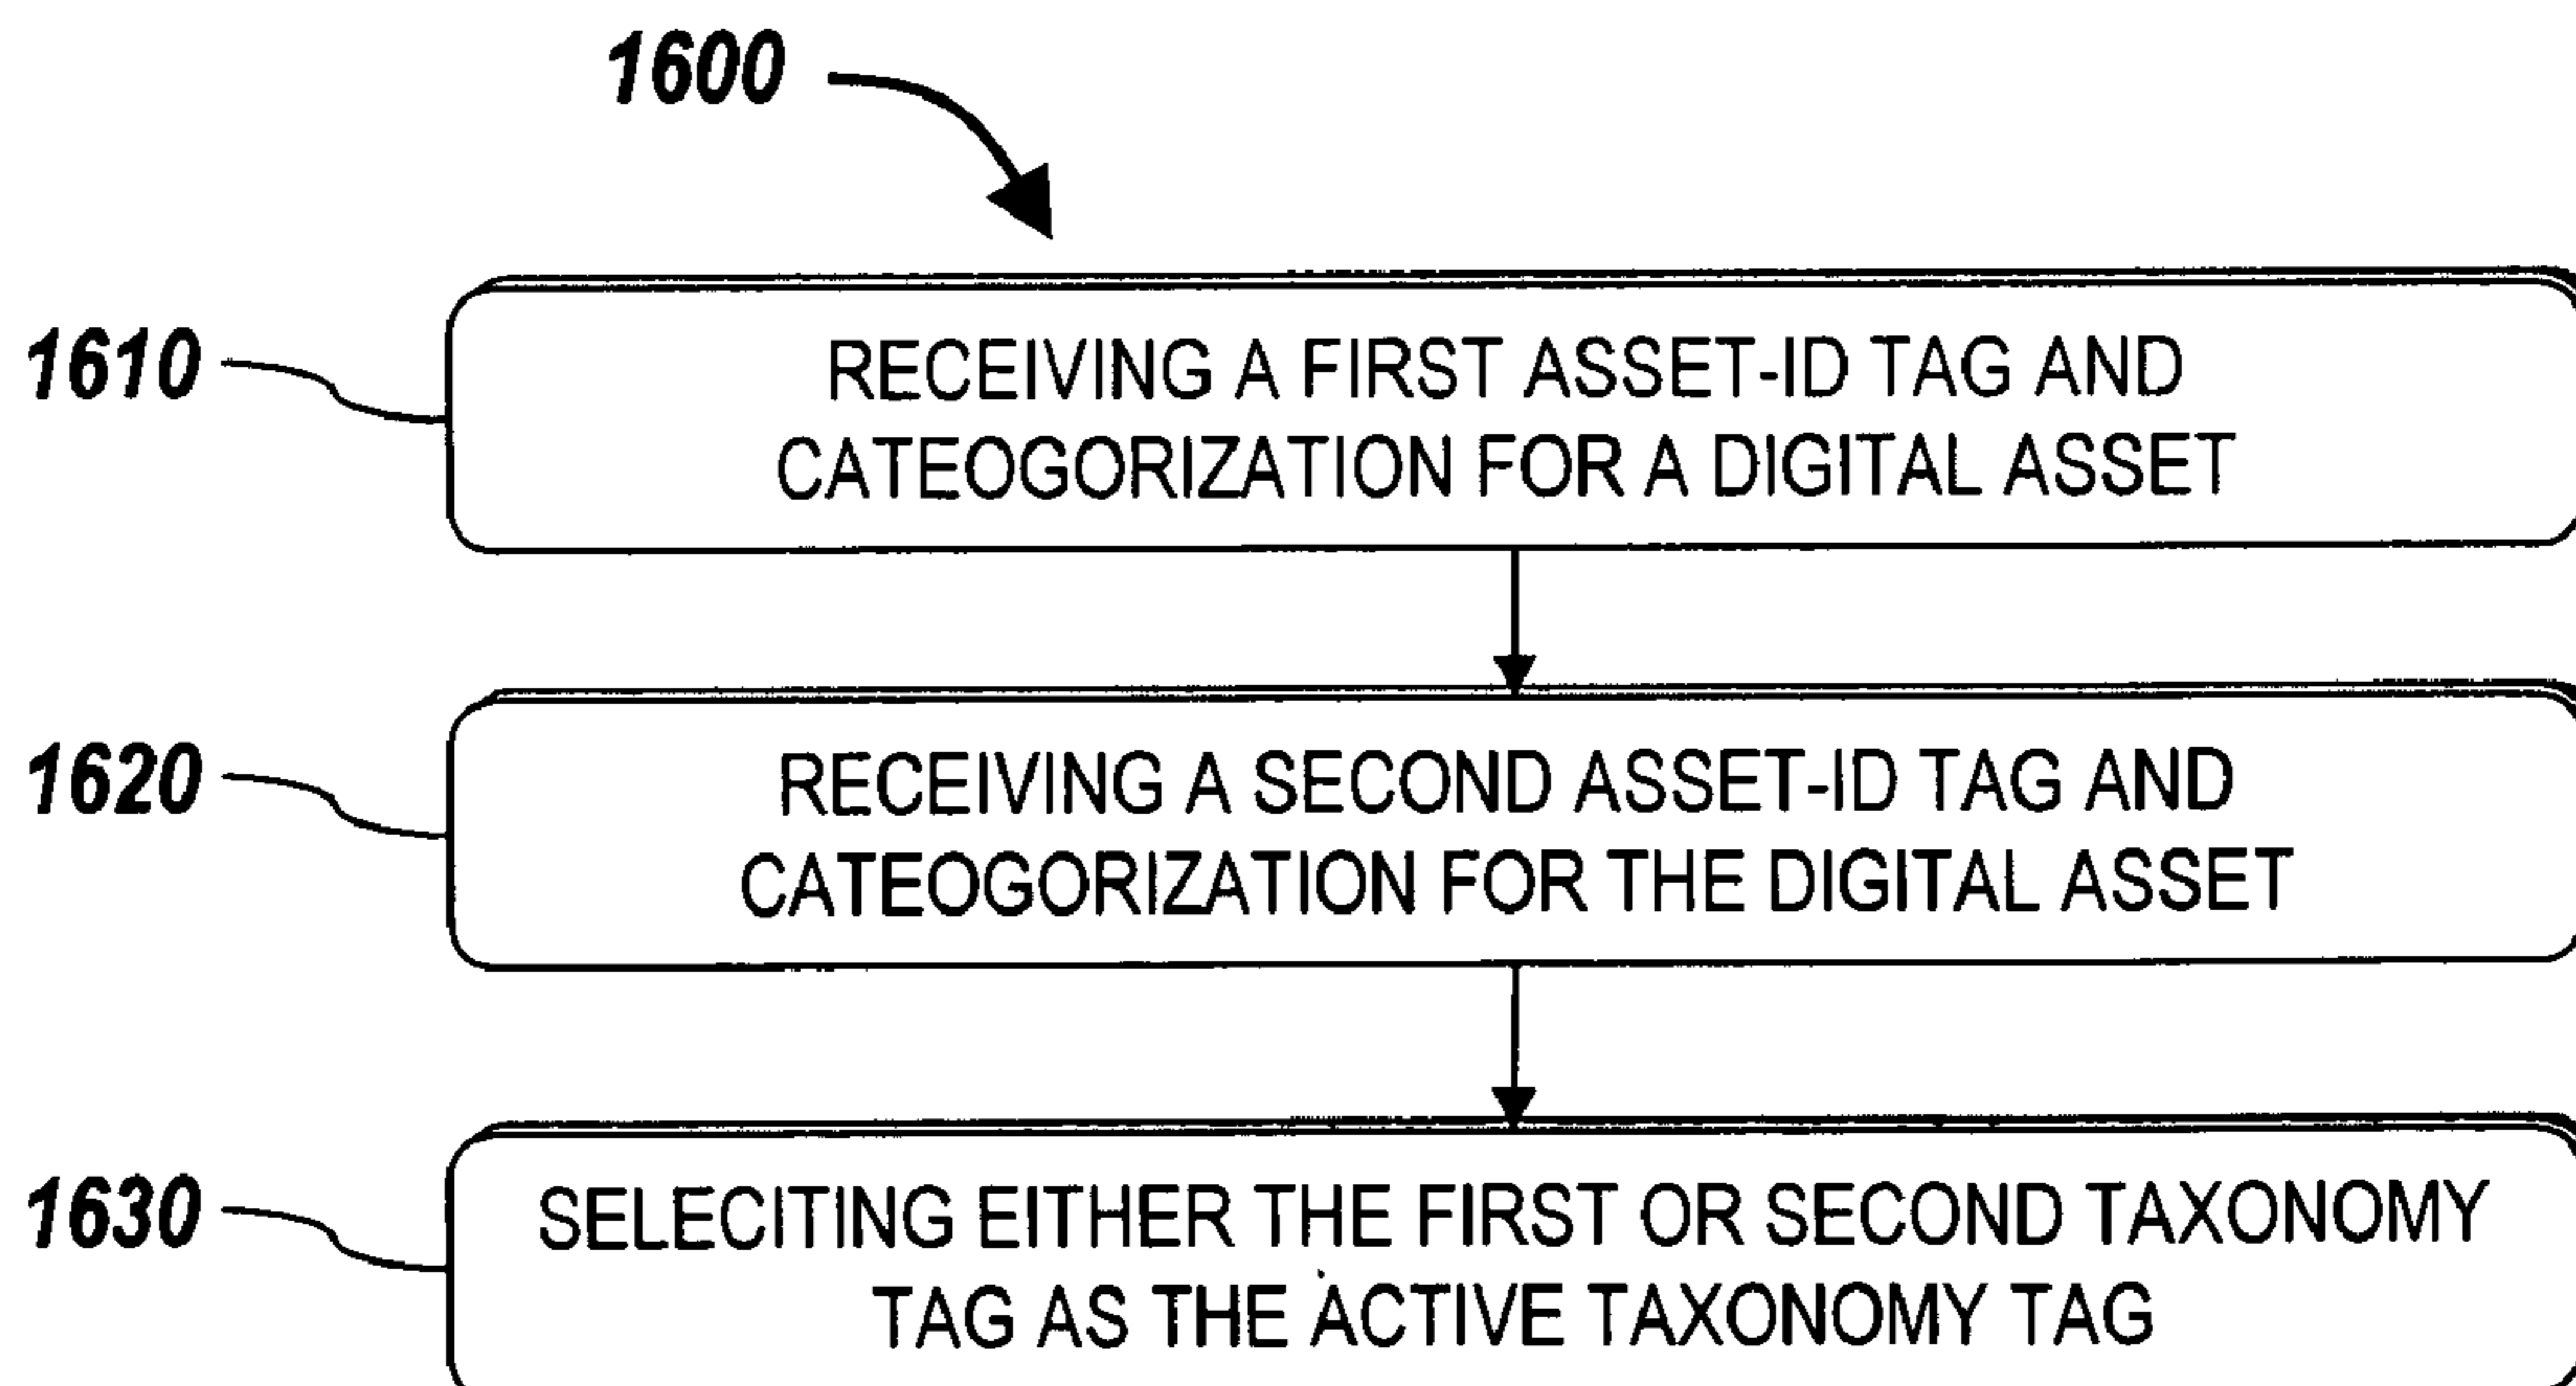 1600
1610
RECEIVING A FIRST ASSET-ID TAG AND
CATEOGORIZATION FOR A DIGITAL ASSET
1620
RECEIVING A SECOND ASSET-ID TAG AND
CATEOGORIZATION FOR THE DIGITAL ASSET
1630
SELECITING EITHER THE FIRST OR SECOND TAXONOMY
TAG AS THE ACTIVE TAXONOMY TAG